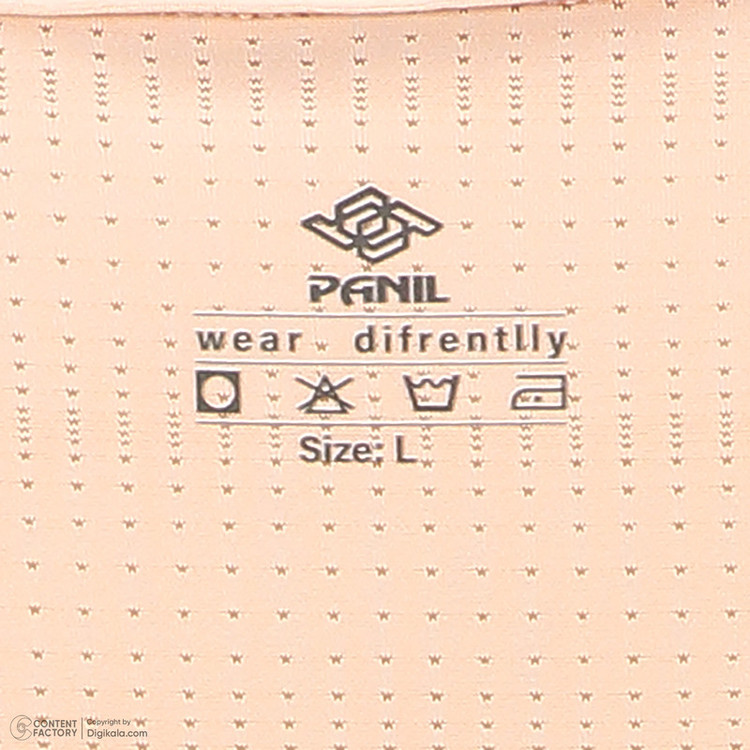 PANIL
wear difrentlly
Size: L
CONTENT FACTORY
Copyright by
Digikala.com